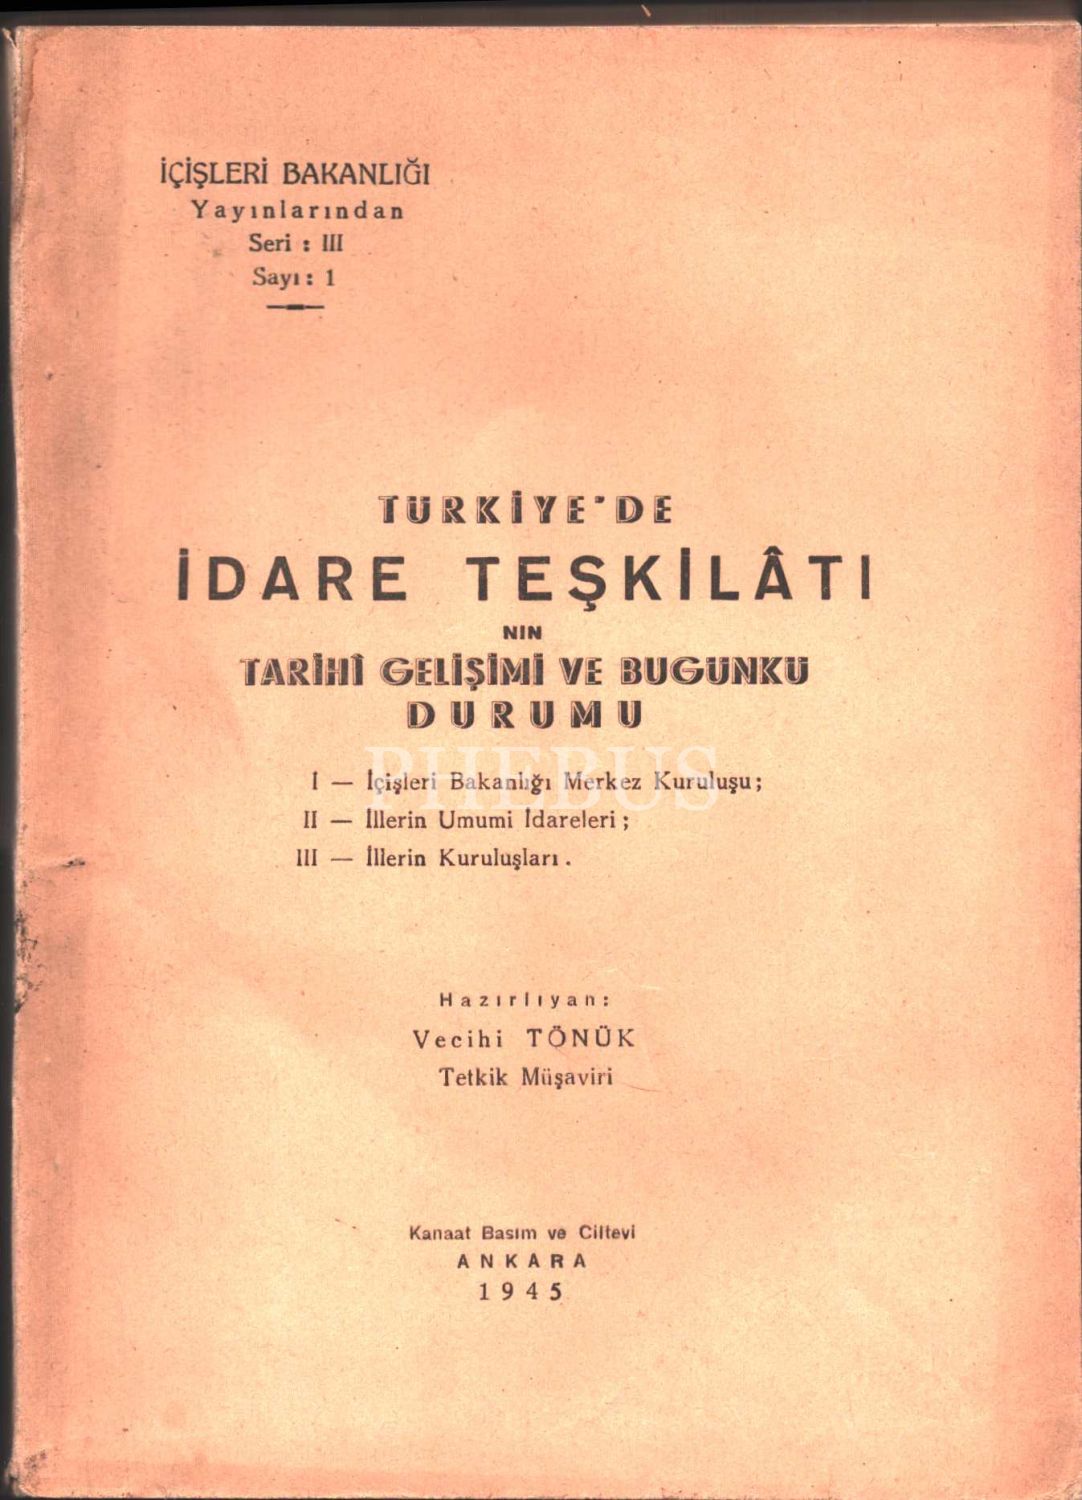 İÇİŞLERİ BAKANLIĞI
Yayınlarından
Seri : III
Sayı : 1
TÜRKİYE'DE
İDARE TEŞKİLÂTI
NIN
TARİHÎ GELİŞİMİ VE BUGÜNKÜ
DURUMU
PHEBUS
I — İçişleri Bakanlığı Merkez Kuruluşu;
II — İllerin Umumi İdareleri ;
III — İllerin Kuruluşları .
Hazırlıyan:
Vecihi TÖNÜK
Tetkik Müşaviri
Kanaat Basım ve Ciltevi
ANKARA
1945